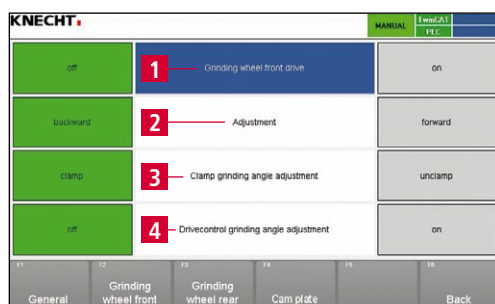 KNECHT
MANUAL
TwinCAT
PLC
off
1
Grinding wheel front drive
on
backward
2
Adjustment
forward
clamp
3
Clamp grinding angle adjustment
unclamp
off
4
Drivecontrol grinding angle adjustment
on
F1
General
F2
Grinding
wheel front
F3
Grinding
wheel rear
F4
Cam plate
F5
Back